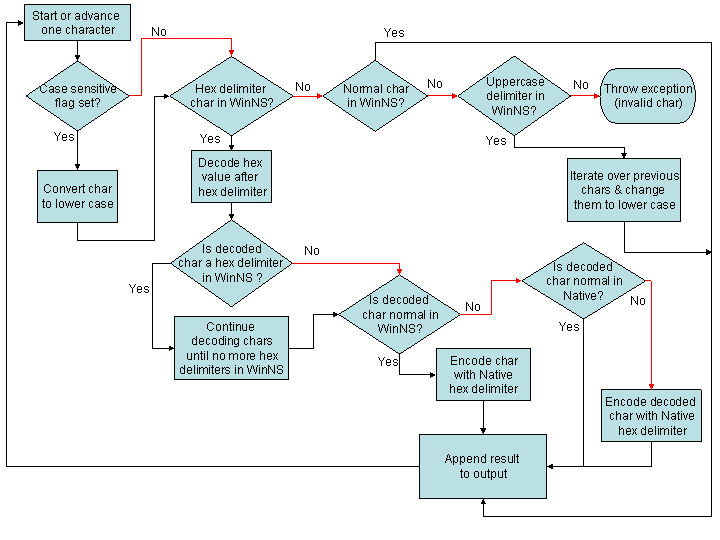 Start or advance
one character
No
Yes
Case sensitive
flag set?
Hex delimiter
char in WinNS?
No
Normal char
in WinNS?
No
Uppercase
delimiter in
WinNS?
No
Throw exception
(invalid char)
Yes
Yes
Yes
Convert char
to lower case
Decode hex
value after
hex delimiter
Iterate over previous
chars & change
them to lower case
Is decoded
char a hex delimiter
in WinNS ?
No
Yes
Is decoded
char normal in
WinNS?
No
Is decoded
char normal in
Native?
No
Yes
Continue
decoding chars
until no more hex
delimiters in WinNS
Yes
Encode char
with Native
hex delimiter
Encode decoded
char with Native
hex delimiter
Append result
to output